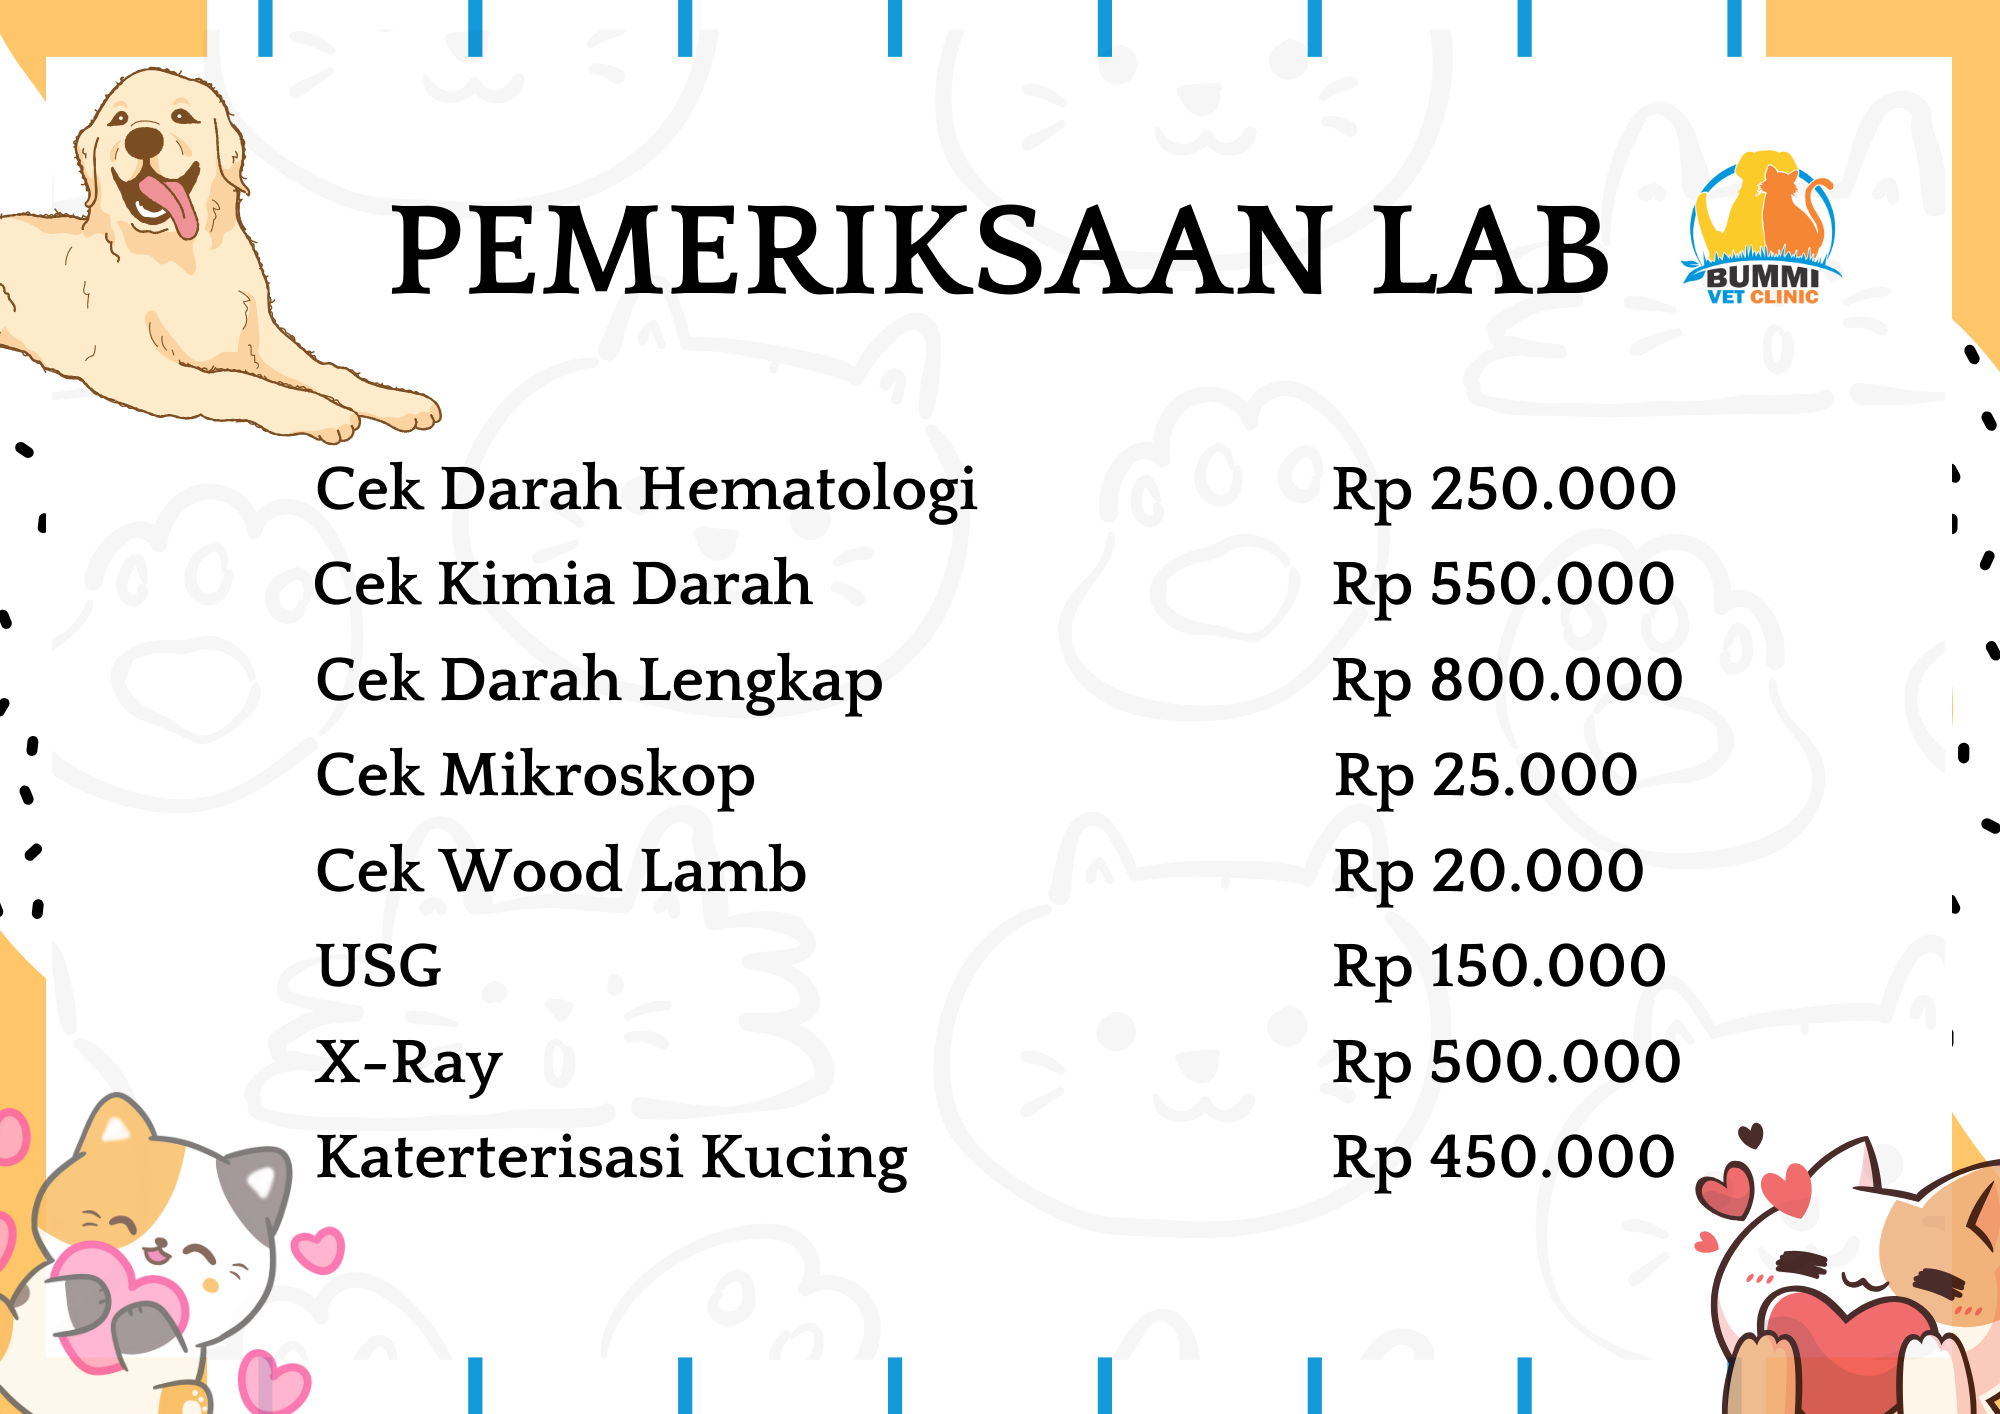 PEMERIKSAAN LAB
BUMMI
VET CLINIC
Cek Darah Hematologi Rp 250.000
Cek Kimia Darah Rp 550.000
Cek Darah Lengkap Rp 800.000
Cek Mikroskop Rp 25.000
Cek Wood Lamb Rp 20.000
USG Rp 150.000
X-Ray Rp 500.000
Katerterisasi Kucing Rp 450.000